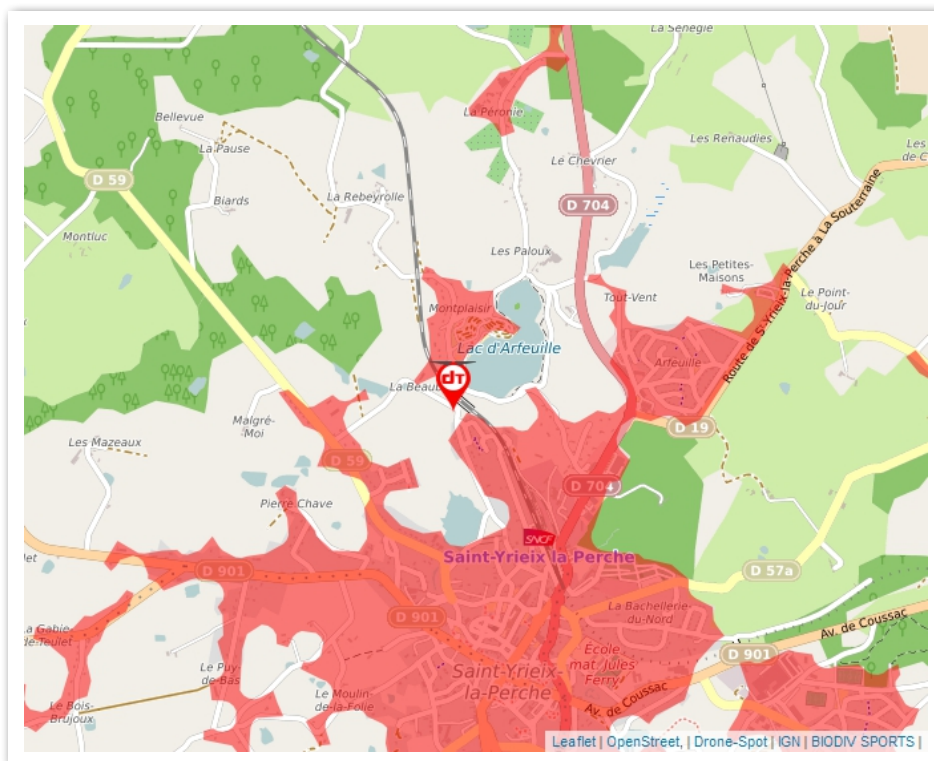 La Sénégie
La Péronie
Bellevue
La Pause
Les Renaudies
Le Chevrier
D 59
La Rebeyrolle
Biards
D 704
Montluc
Les Paloux
Les Petites-
Maisons
Route de St-Yrieix-la-Perche à La Souterraine
Tout-Vent
Le Point-
du-Jour
Montplaisir
Lac d'Arfeuille
Arfeuille
dT
Malgré-
Moi
D 19
Les Mazeaux
D 59
D 704
Pierre Chave
SNCF
Saint-Yrieix la Perche
D 901
D 57a
La Bachellerie-
du-Nord
D 901
Av. de Coussac
La Gabie-
de-Teulet
École
mat. Jules
Ferry
D 901
Le Puy-
de-Bas
Saint-Yrieix-
la-Perche
Le Moulin-
de-la-Folie
Av. de Coussac
Le Bois-
Brujoux
Leaflet | OpenStreet, | Drone-Spot | IGN | BIODIV SPORTS |